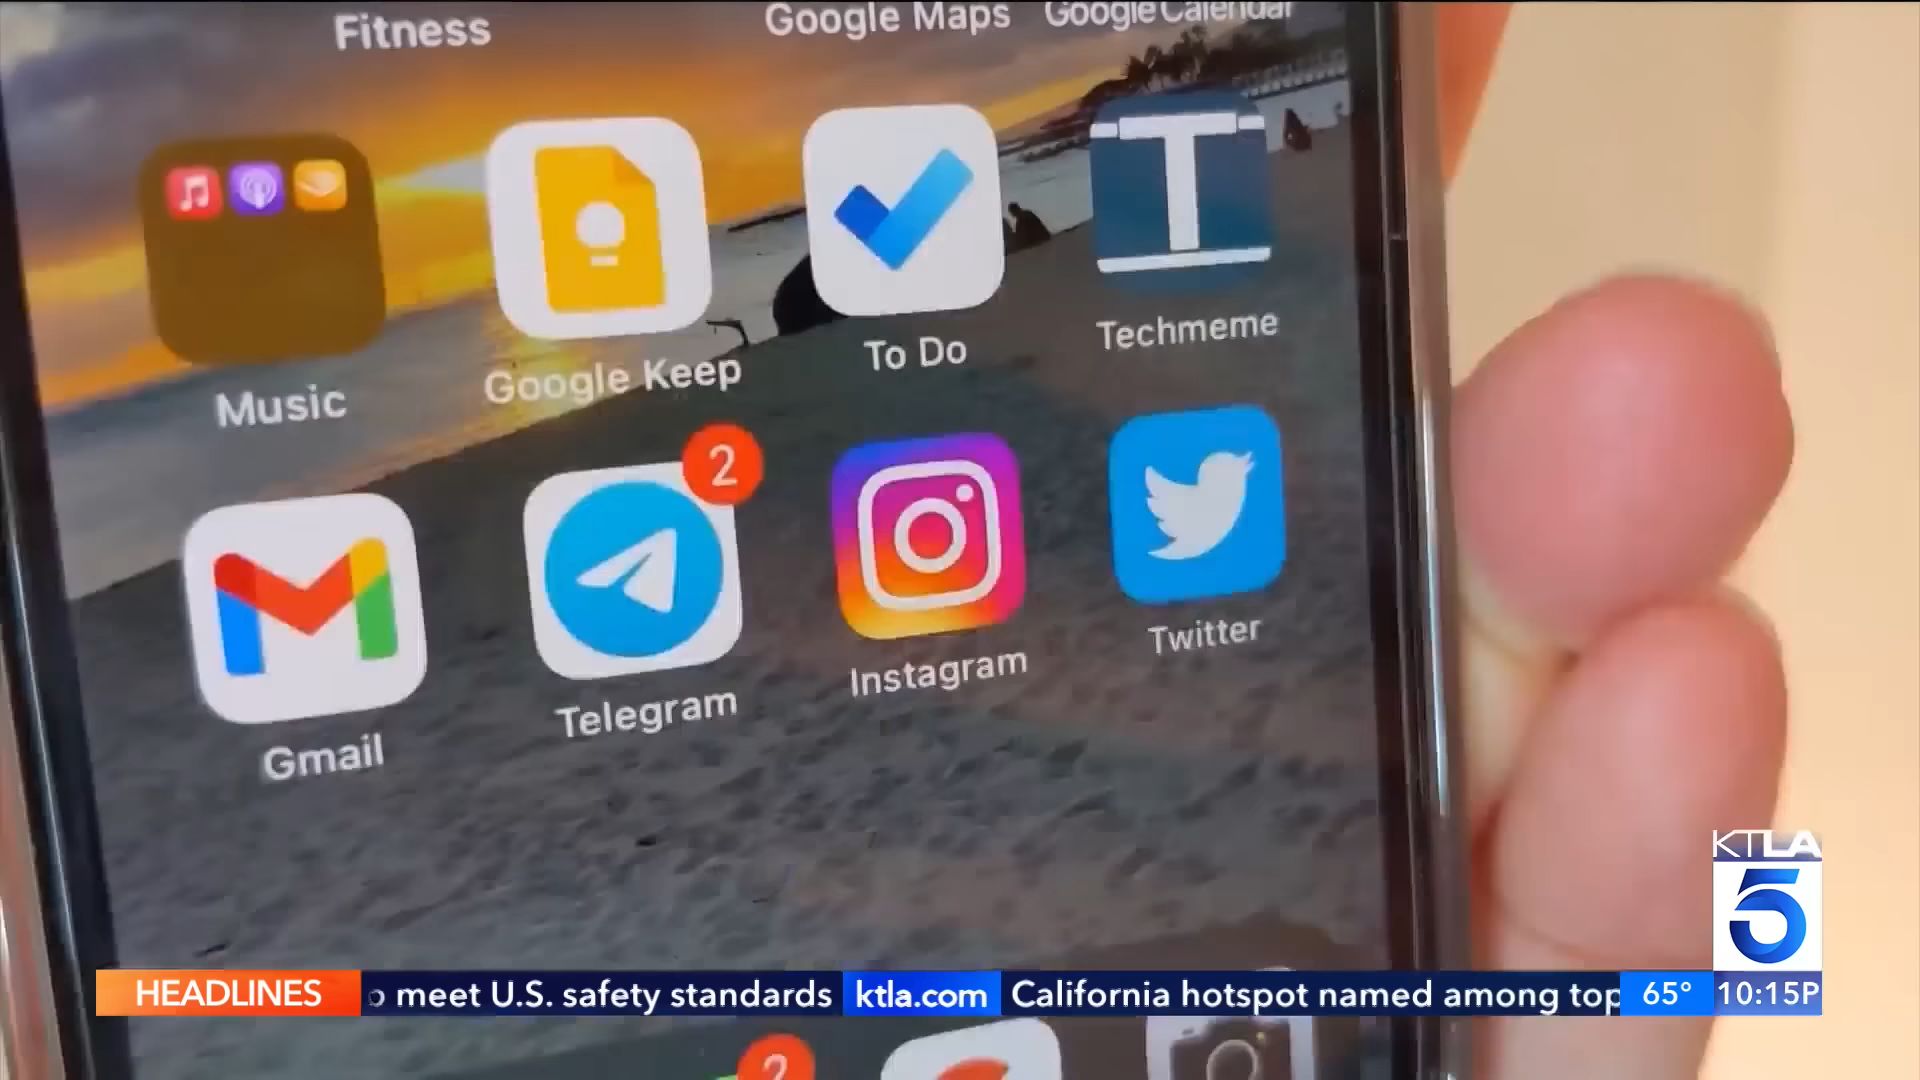 Fitness
Google Maps
Google Calendar
Music
Google Keep
To Do
T
Techmeme
2
Gmail
Telegram
Instagram
Twitter
KTLA
5
HEADLINES
meet U.S. safety standards
ktla.com
California hotspot named among top
65°
10:15P
2